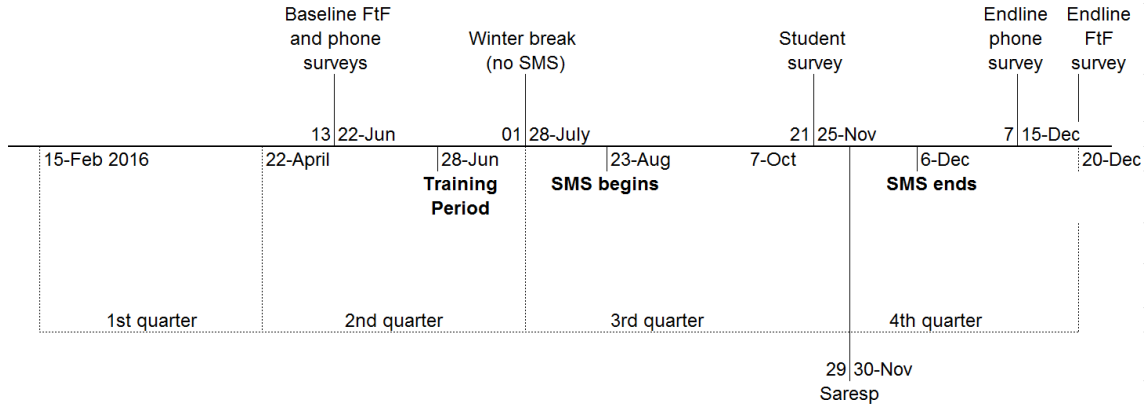 Baseline FtF
and phone
surveys
Winter break
(no SMS)
Student
survey
Endline
phone
survey
Endline
FtF
survey
13 22-Jun
01 28-July
21 25-Nov
7 15-Dec
15-Feb 2016
22-April
28-Jun
Training
Period
23-Aug
SMS begins
7-Oct
6-Dec
SMS ends
20-Dec
1st quarter
2nd quarter
3rd quarter
4th quarter
29 30-Nov
Saresp